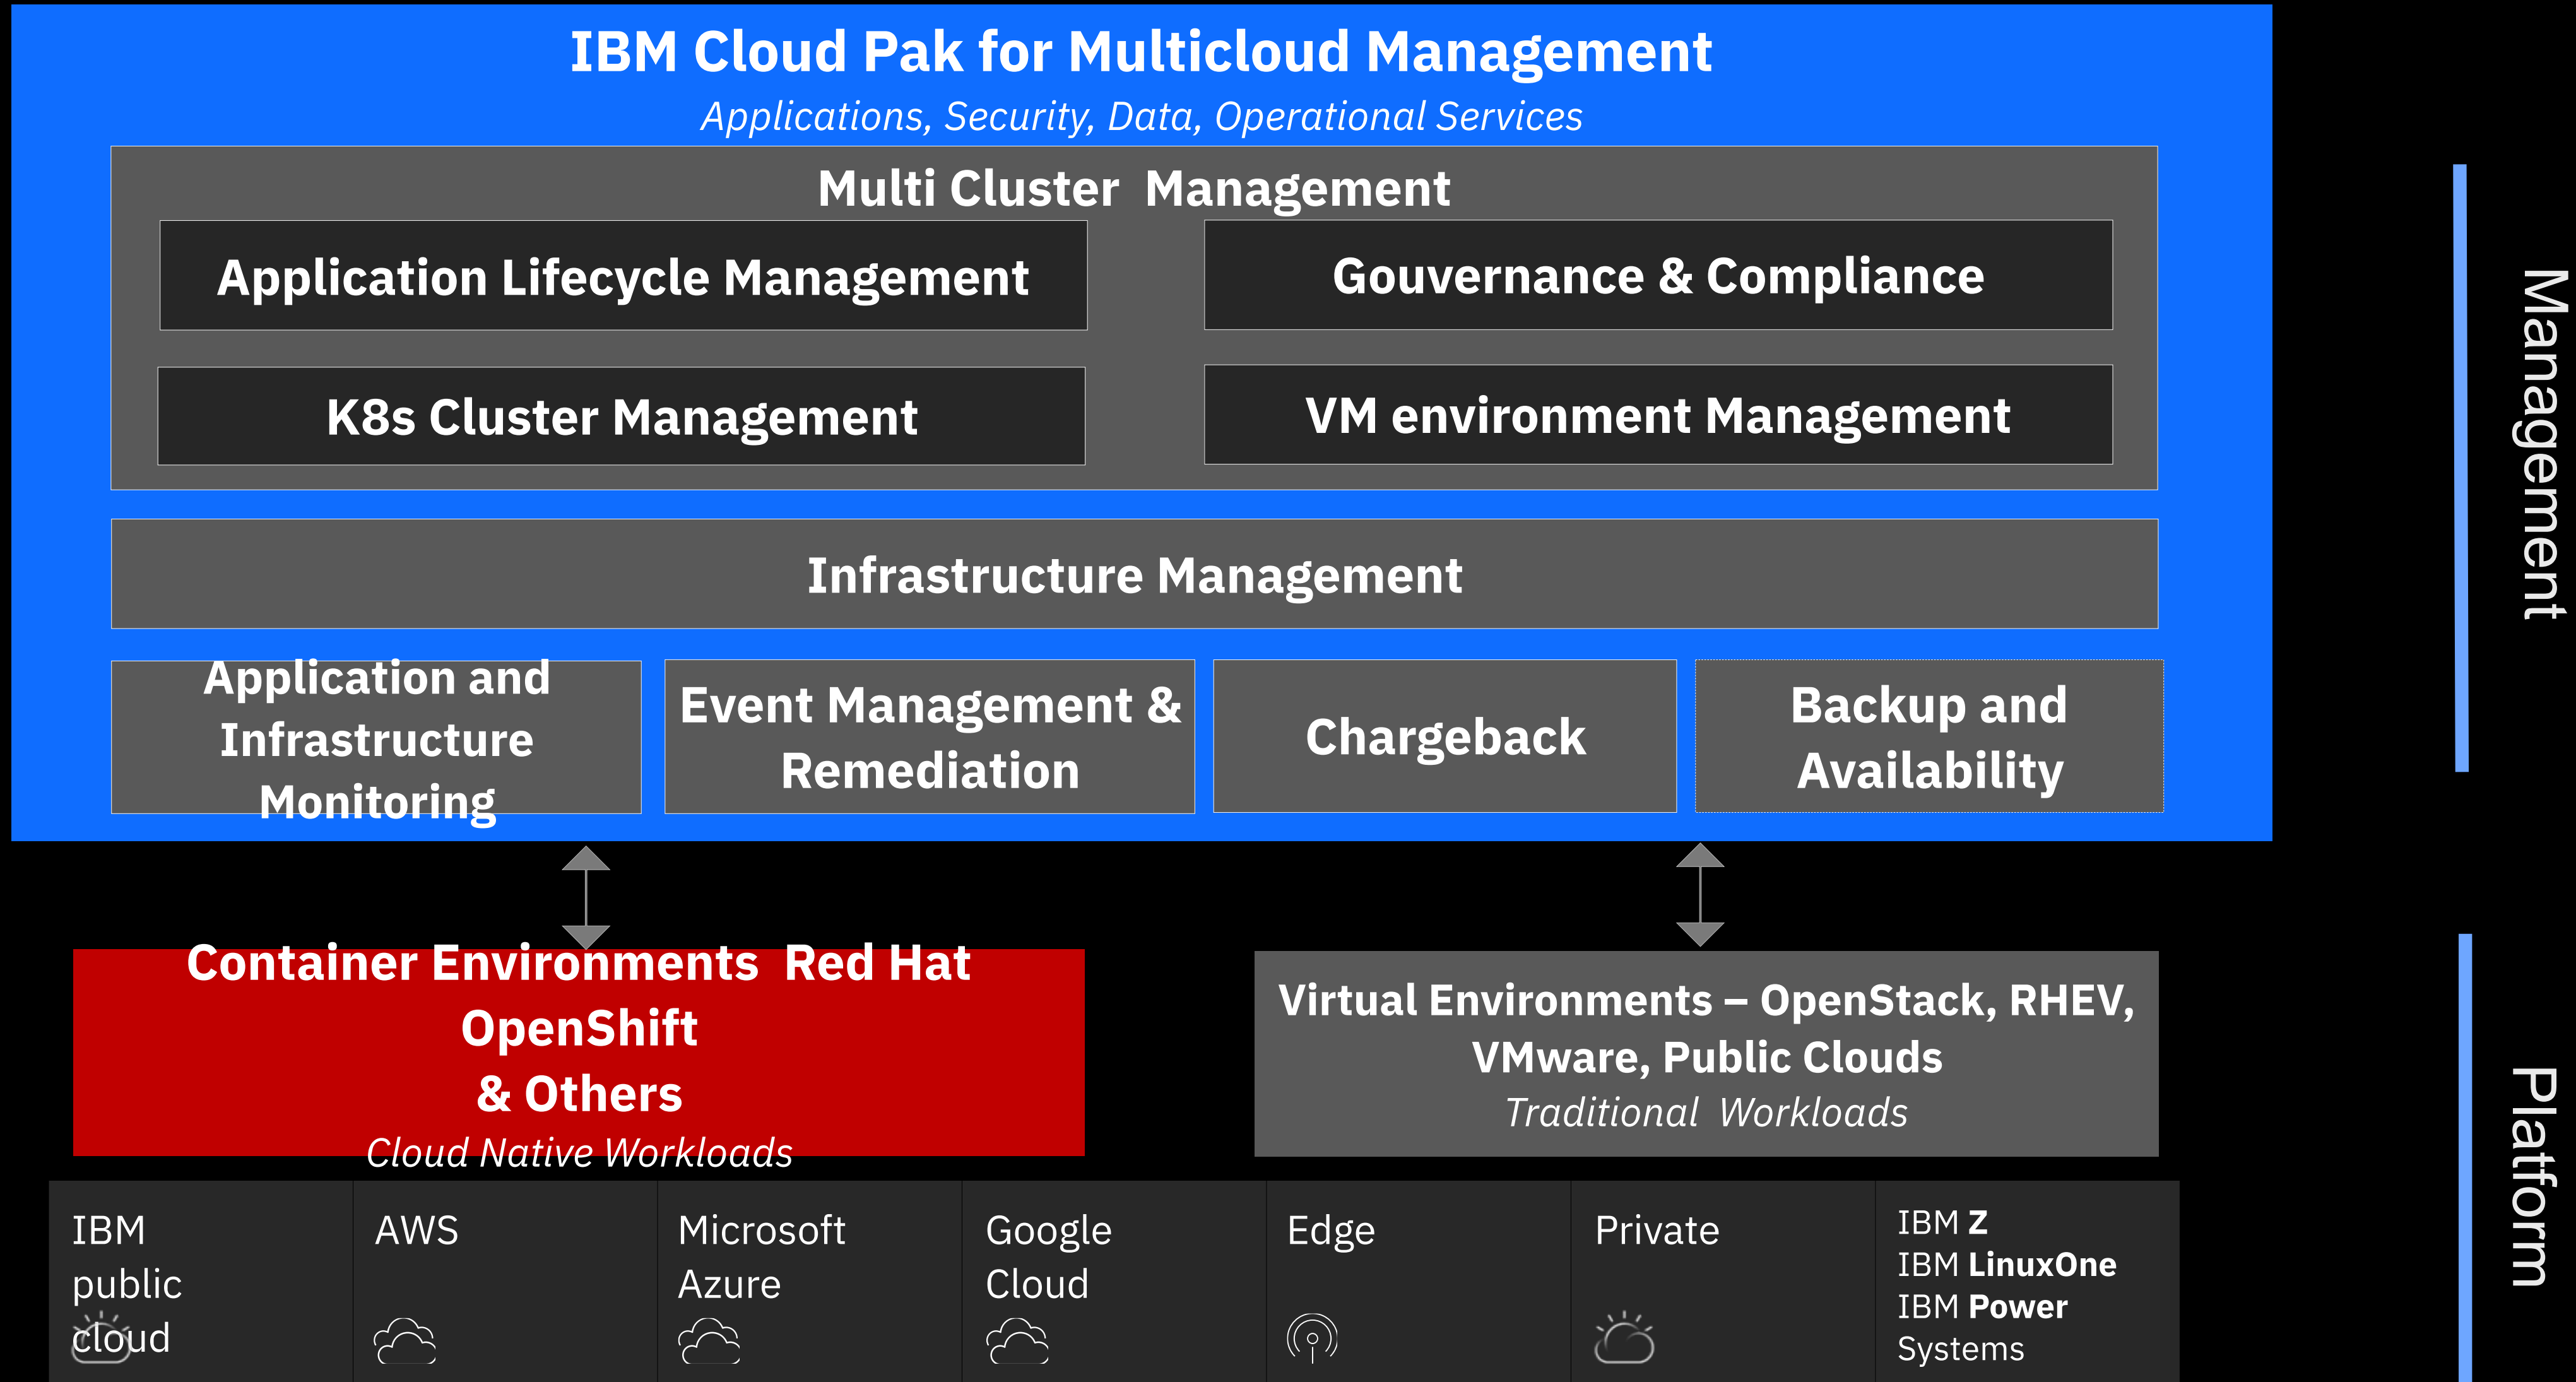 IBM Cloud Pak for Multicloud Management
Applications, Security, Data, Operational Services
Multi Cluster Management
Application Lifecycle Management
Gouvernance & Compliance
K8s Cluster Management
VM environment Management
Infrastructure Management
Application and
Infrastructure
Monitoring
Event Management &
Remediation
Chargeback
Backup and
Availability
Management
Container Environments Red Hat
OpenShift
& Others
Cloud Native Workloads
Virtual Environments – OpenStack, RHEV,
VMware, Public Clouds
Traditional Workloads
IBM
public
cloud
AWS
Microsoft
Azure
Google
Cloud
Edge
Private
IBM Z
IBM LinuxOne
IBM Power
Systems
Platform